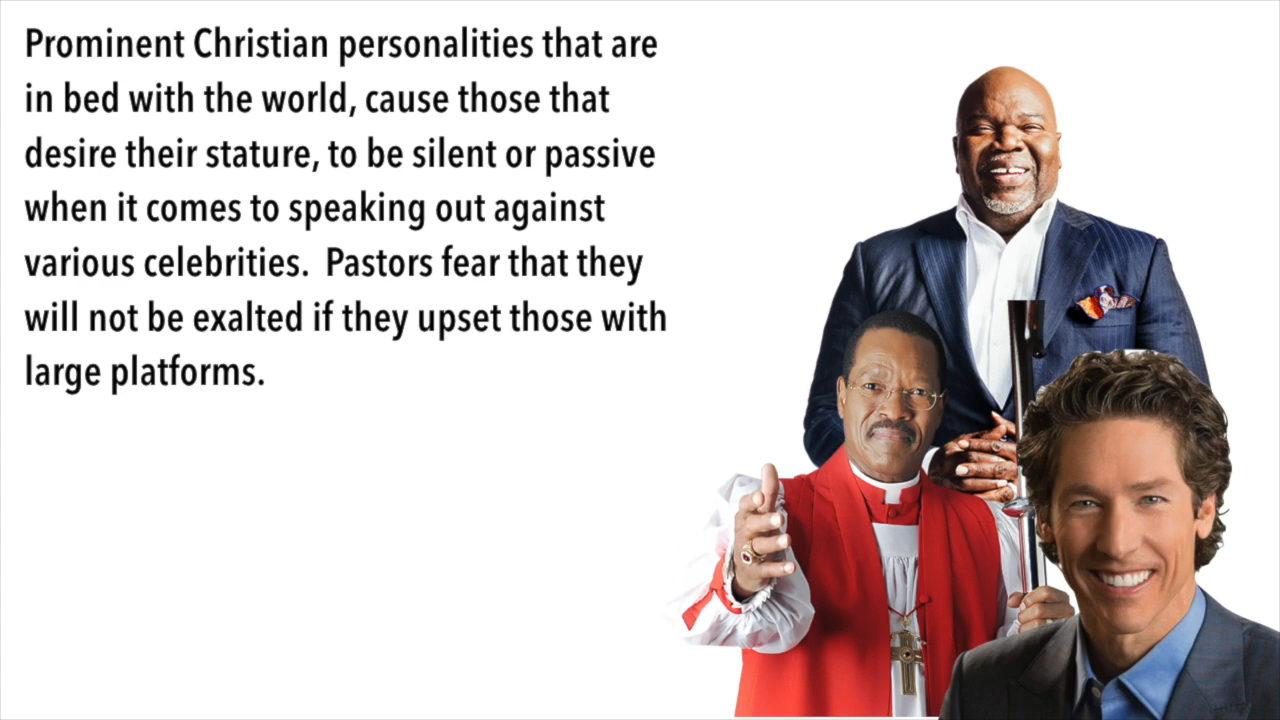 Prominent Christian personalities that are
in bed with the world, cause those that
desire their stature, to be silent or passive
when it comes to speaking out against
various celebrities.  Pastors fear that they
will not be exalted if they upset those with
large platforms.